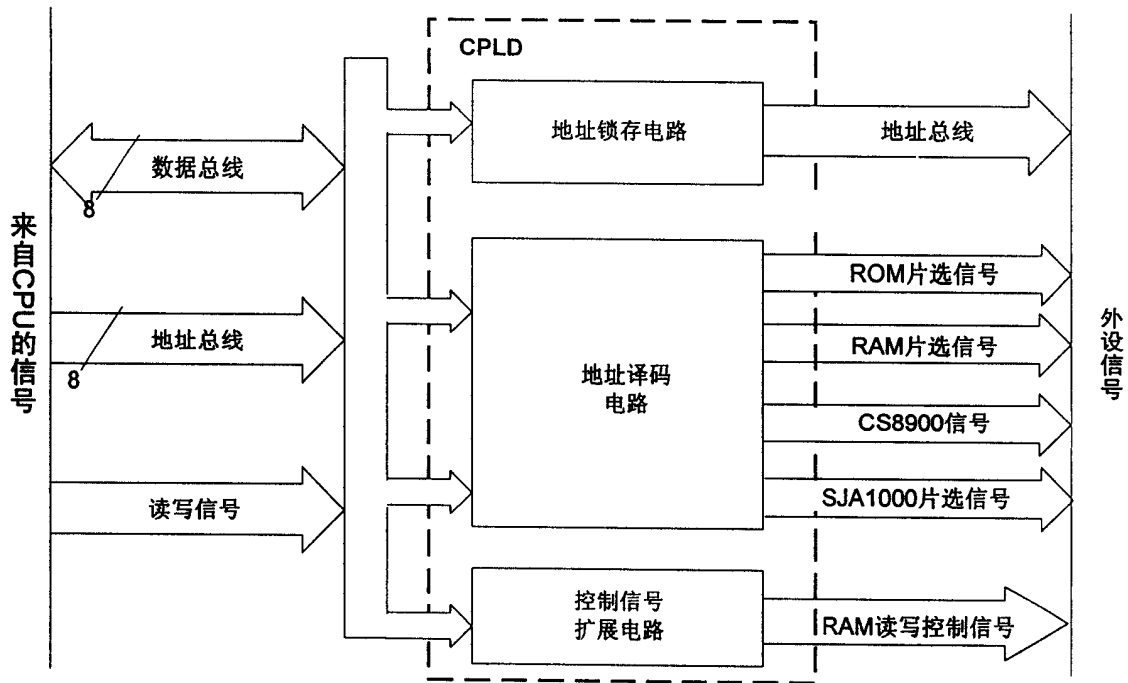 CPLD
地址锁存电路
地址总线
数据总线
8
来自CPU的信号
ROM片选信号
地址总线
8
RAM片选信号
外设信号
地址译码
电路
CS8900信号
读写信号
SJA1000片选信号
控制信号
扩展电路
RAM读写控制信号